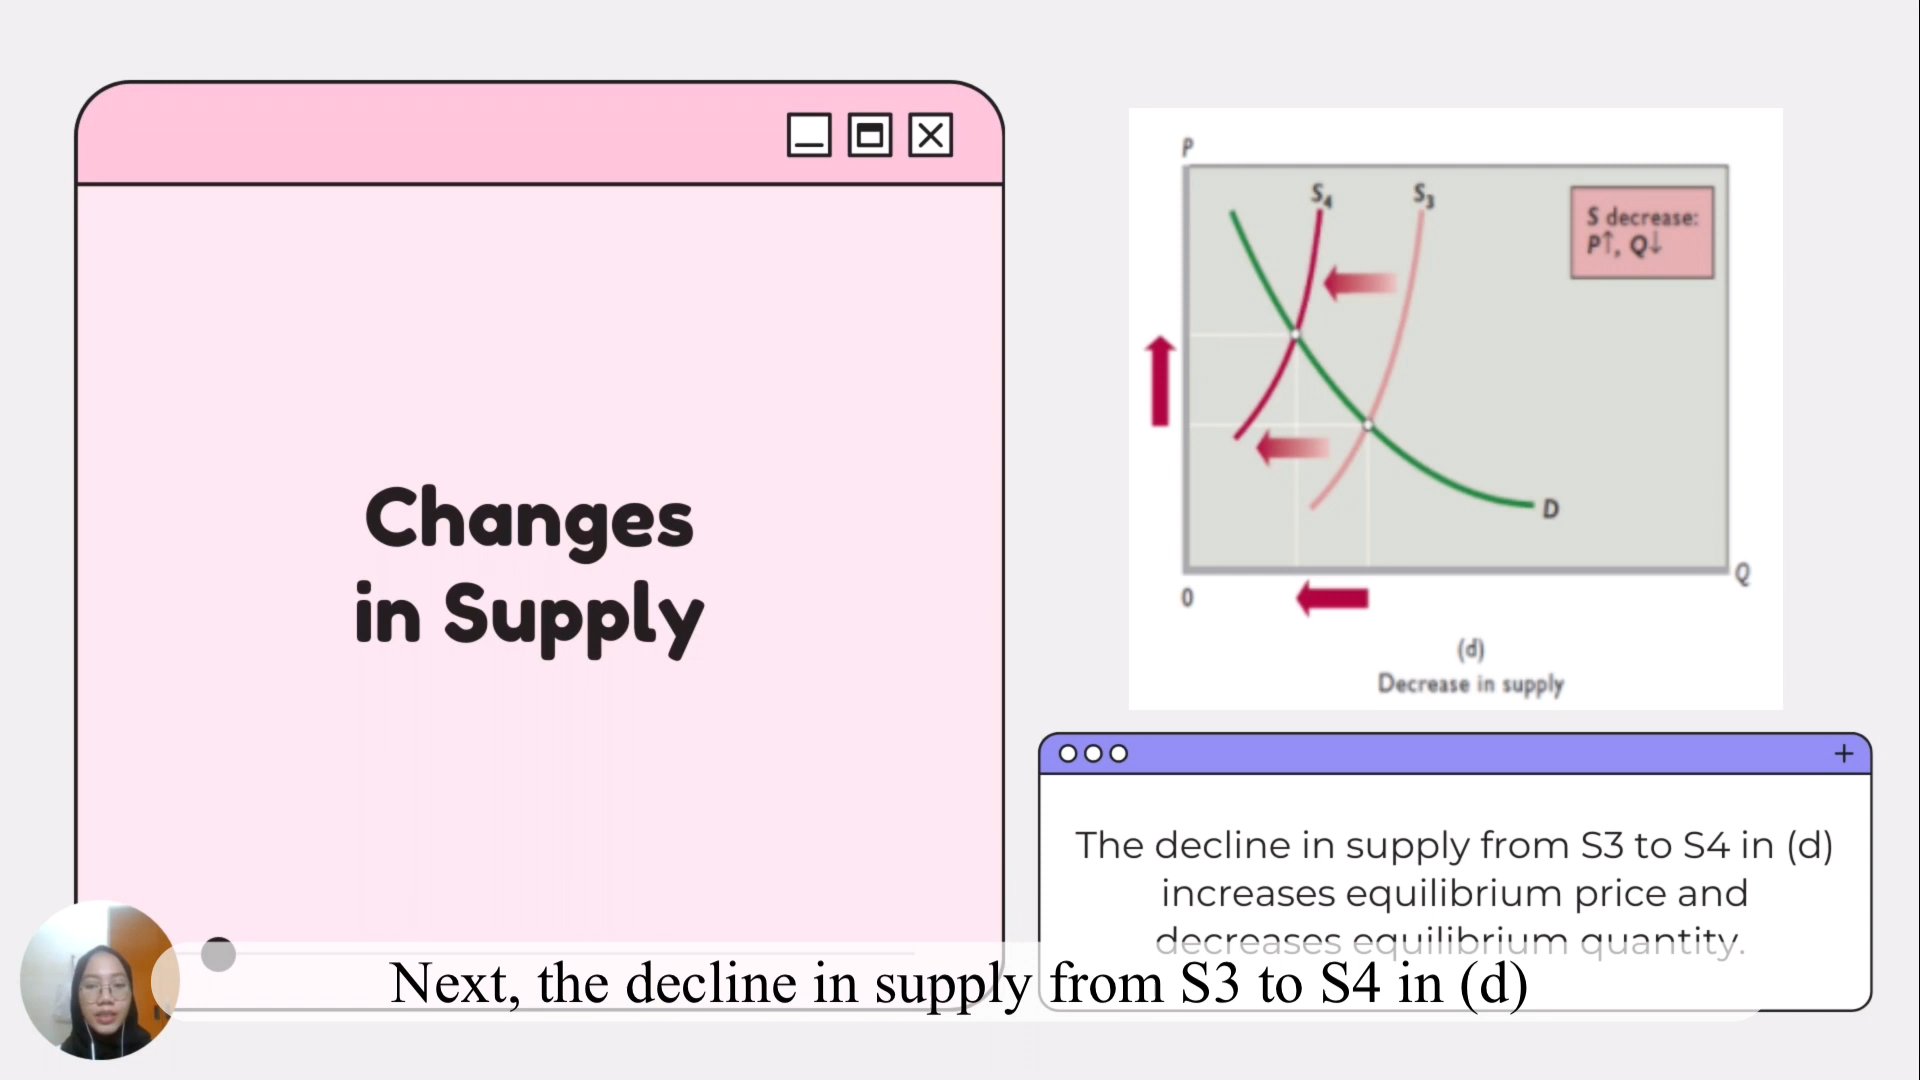 Changes
in Supply
P
S4
S3
S decrease:
P↑, Q↓
D
Q
0
(d)
Decrease in supply
The decline in supply from S3 to S4 in (d)
increases equilibrium price and
decreases equilibrium quantity.
Next, the decline in supply from S3 to S4 in (d)